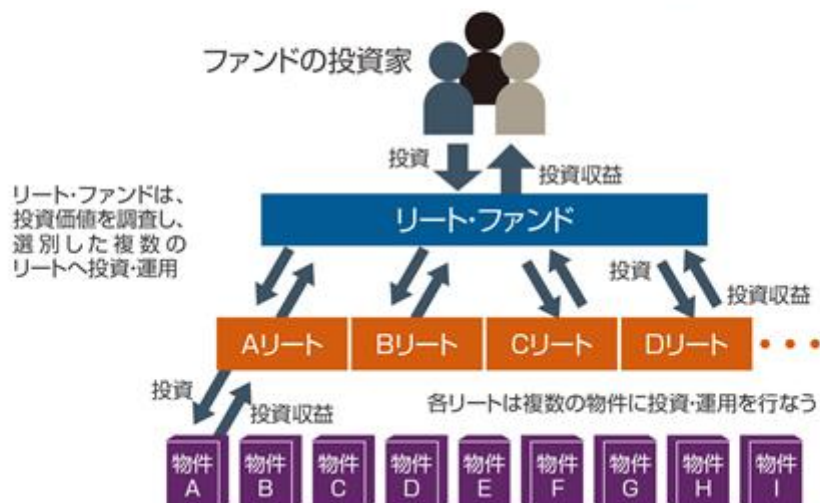 ファンドの投資家
投資
投資収益
リート・ファンドは、
投資価値を調査し、
選別した複数の
リートへ投資・運用
リート・ファンド
投資
投資収益
Aリート
Bリート
Cリート
Dリート
・・・
投資
投資収益
各リートは複数の物件に投資・運用を行なう
物件
A
物件
B
物件
C
物件
D
物件
E
物件
F
物件
G
物件
H
物件
I